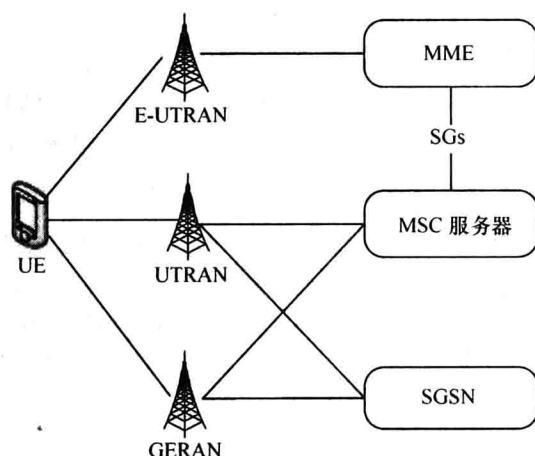 MME
E-UTRAN
SGs
UE
UTRAN
MSC 服务器
GERAN
SGSN